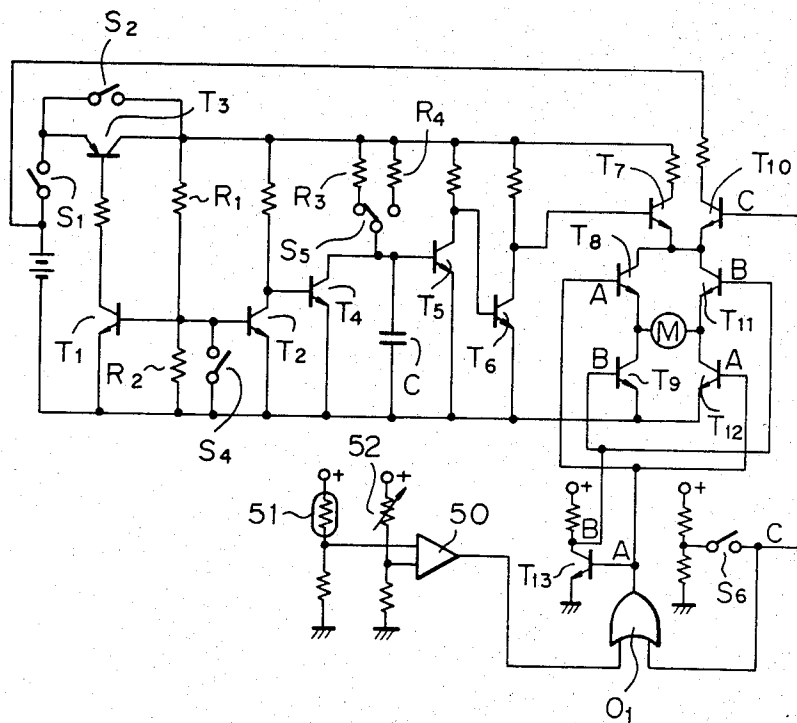 S2
T3
R4
S1
R1
R3
T7
T10
C
S5
T8
B
A
T4
T5
T11
T1
T2
M
R2
C
T6
B
A
T9
T12
S4
52
+
+
51
50
+
+
B
A
C
T13
S6
O1